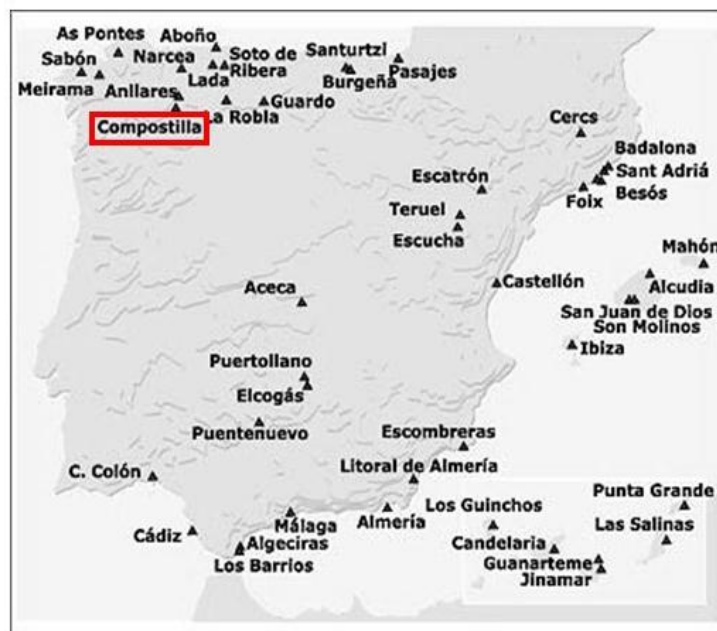 As Pontes
Aboño
Sabón
Narcea
Soto de
Ribera
Santurtzi
Meirama
Anllares
Lada
Burgeña
Pasajes
Compostilla
La Robla
Guardo
Cercs
Badalona
Sant Adriá
Besós
Foix
Escatrón
Teruel
Escucha
Mahón
Alcudia
Castellón
San Juan de Dios
Son Molinos
Ibiza
Aceca
Puertollano
Elcogás
Puentenuevo
Escombreras
C. Colón
Litoral de Almería
Los Guinchos
Punta Grande
Cádiz
Málaga
Almería
Candelaria
Las Salinas
Algeciras
Los Barrios
Guanarteme
Jinamar